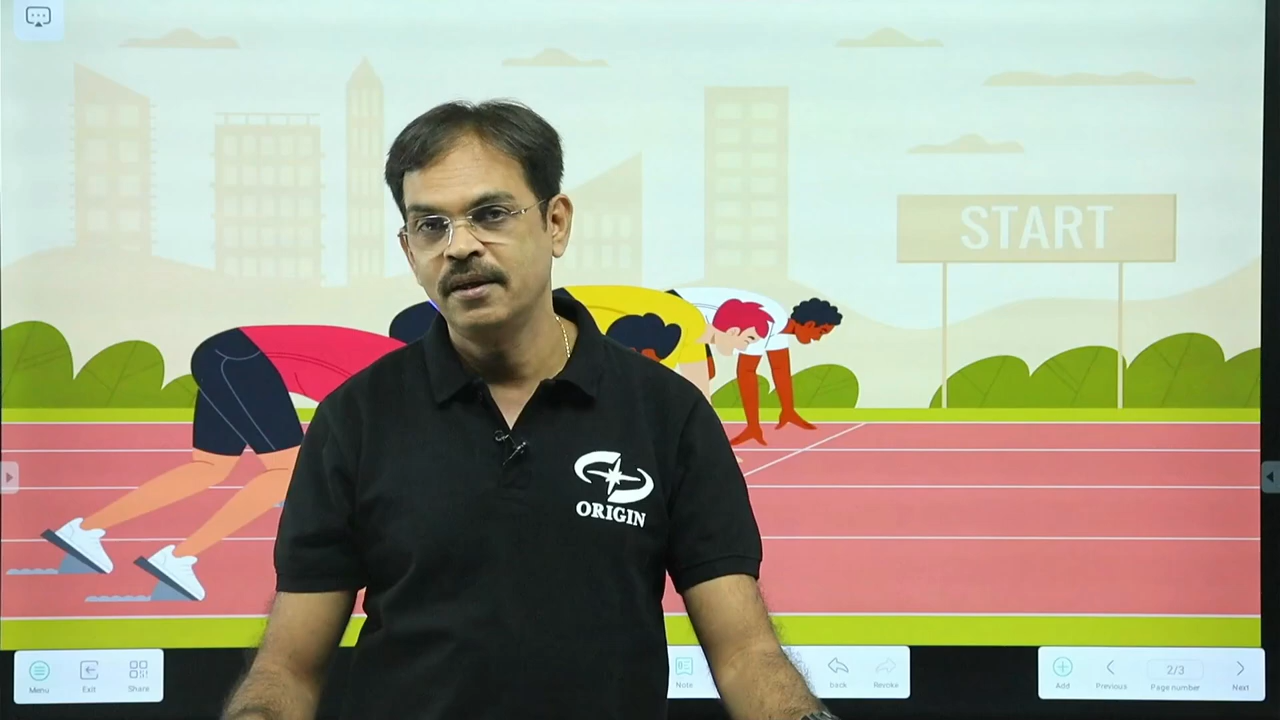 START
ORIGIN
Menu
Exit
Share
Note
back
Revoke
Add
Previous
2/3
Page number
Next